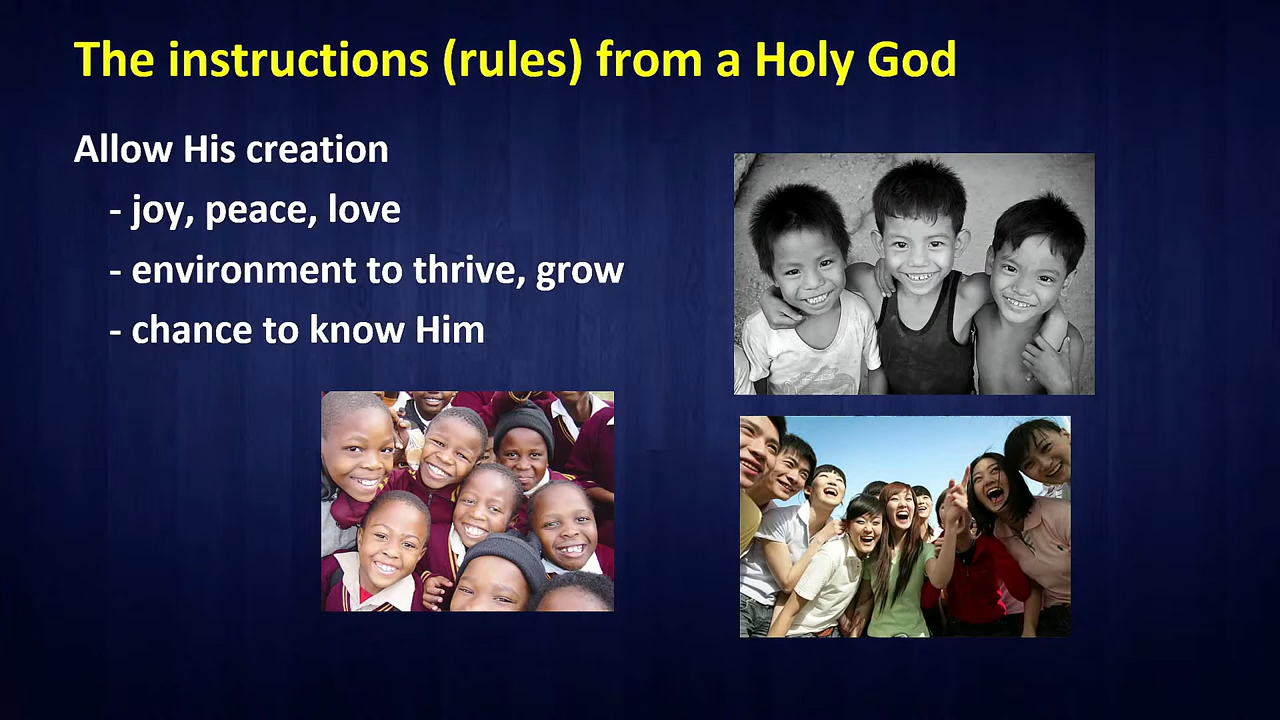 The instructions (rules) from a Holy God
Allow His creation
- joy, peace, love
- environment to thrive, grow
- chance to know Him